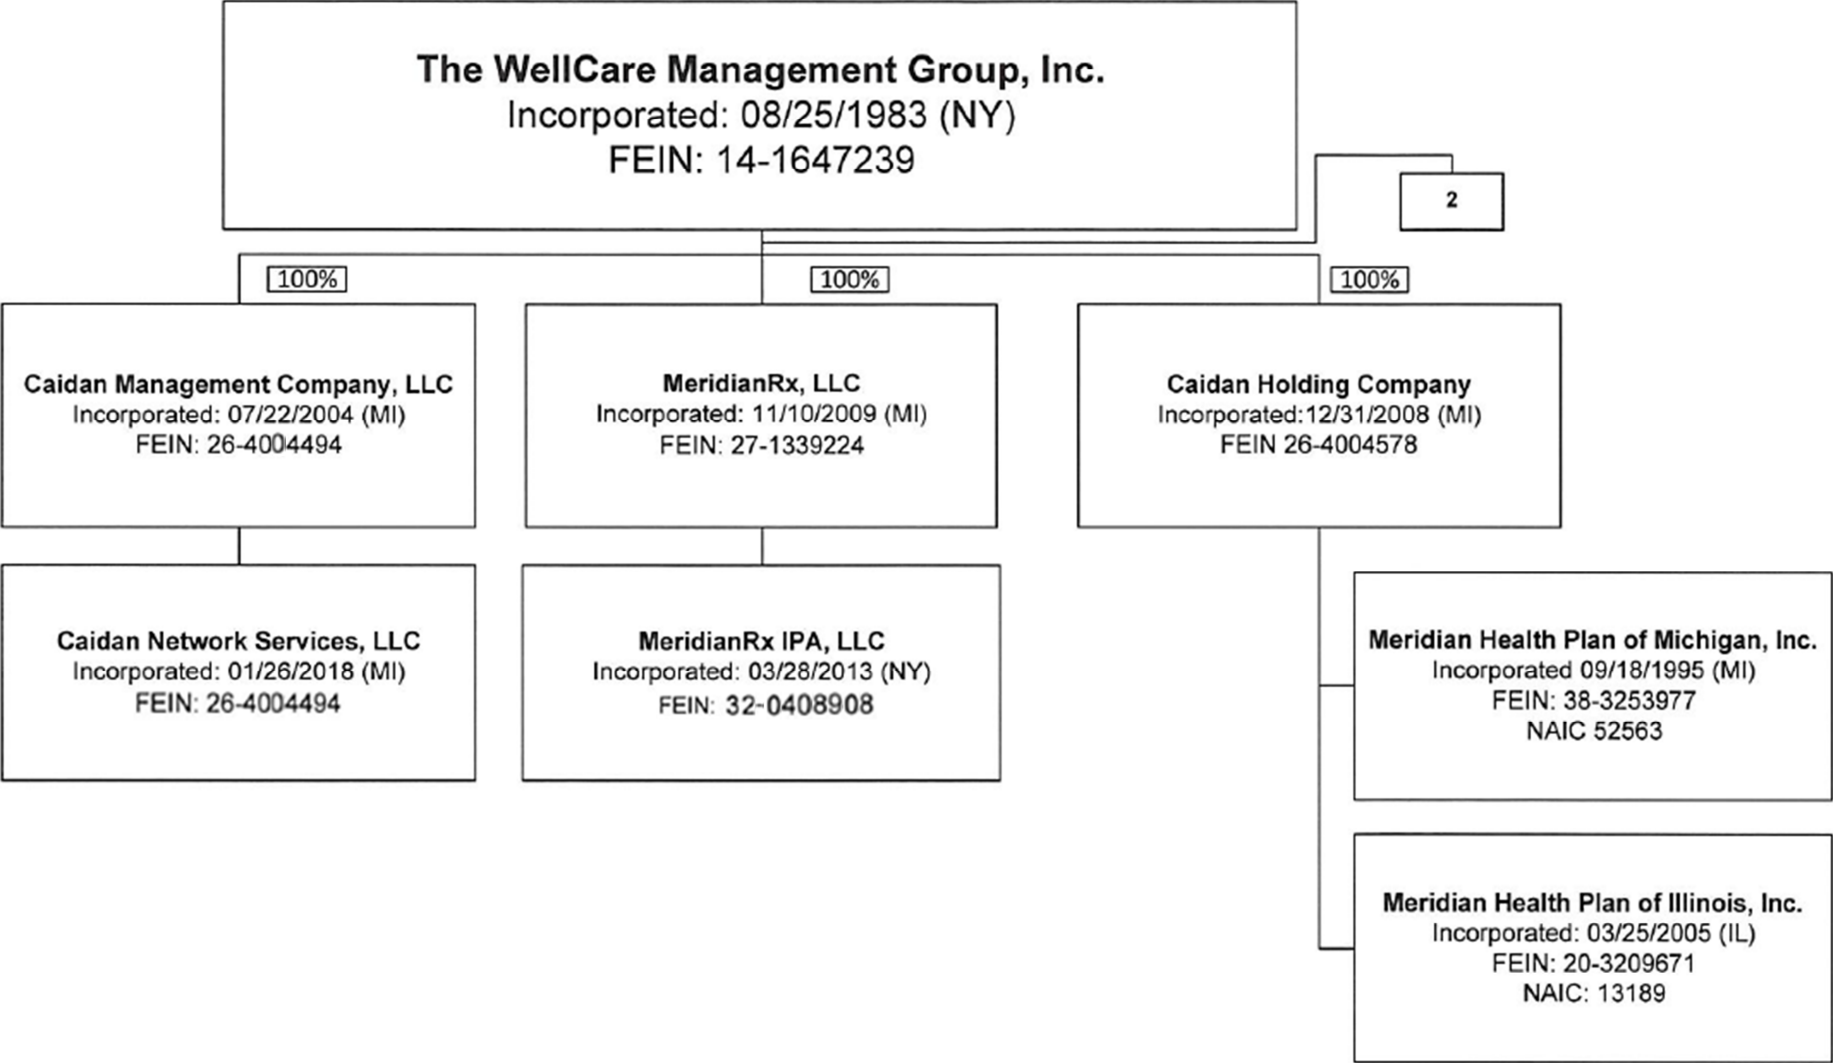 The WellCare Management Group, Inc.
Incorporated: 08/25/1983 (NY)
FEIN: 14-1647239
2
100%
100%
100%
Caidan Management Company, LLC
Incorporated: 07/22/2004 (MI)
FEIN: 26-4004494
MeridianRx, LLC
Incorporated: 11/10/2009 (MI)
FEIN: 27-1339224
Caidan Holding Company
Incorporated:12/31/2008 (MI)
FEIN 26-4004578
Caidan Network Services, LLC
Incorporated: 01/26/2018 (MI)
FEIN: 26-4004494
MeridianRx IPA, LLC
Incorporated: 03/28/2013 (NY)
FEIN: 32-0408908
Meridian Health Plan of Michigan, Inc.
Incorporated 09/18/1995 (MI)
FEIN: 38-3253977
NAIC 52563
Meridian Health Plan of Illinois, Inc.
Incorporated: 03/25/2005 (IL)
FEIN: 20-3209671
NAIC: 13189